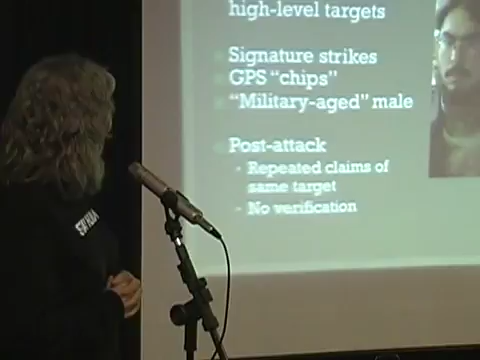 high-level targets
Signature strikes
GPS "chips"
"Military-aged" male
Post-attack
- Repeated claims of
same target
- No verification